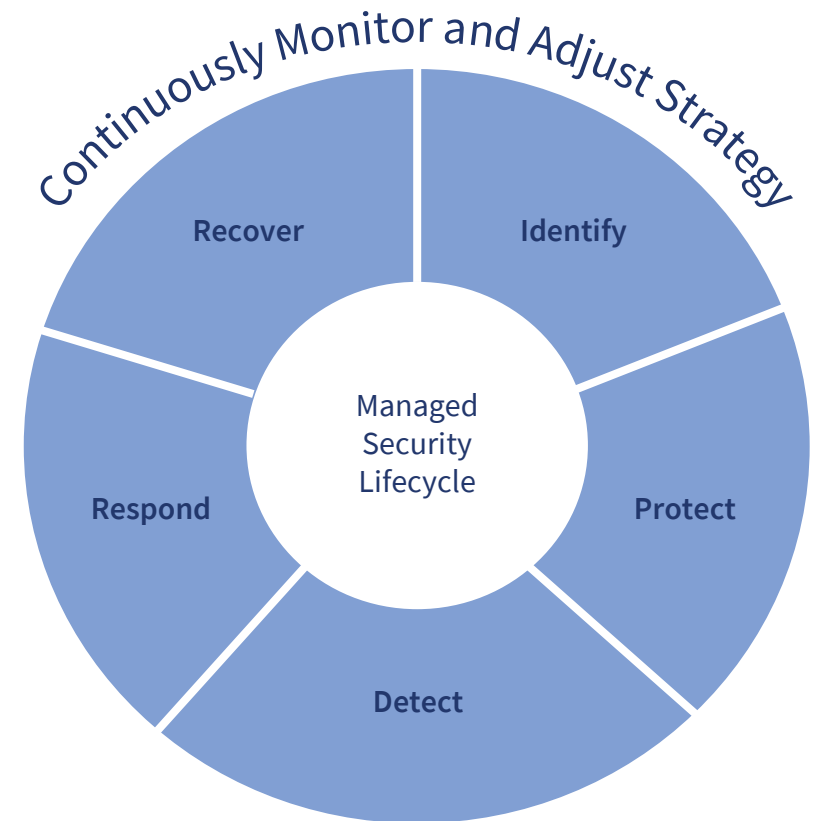 Continuously Monitor and Adjust Strategy
Recover
Identify
Managed
Security
Lifecycle
Respond
Protect
Detect